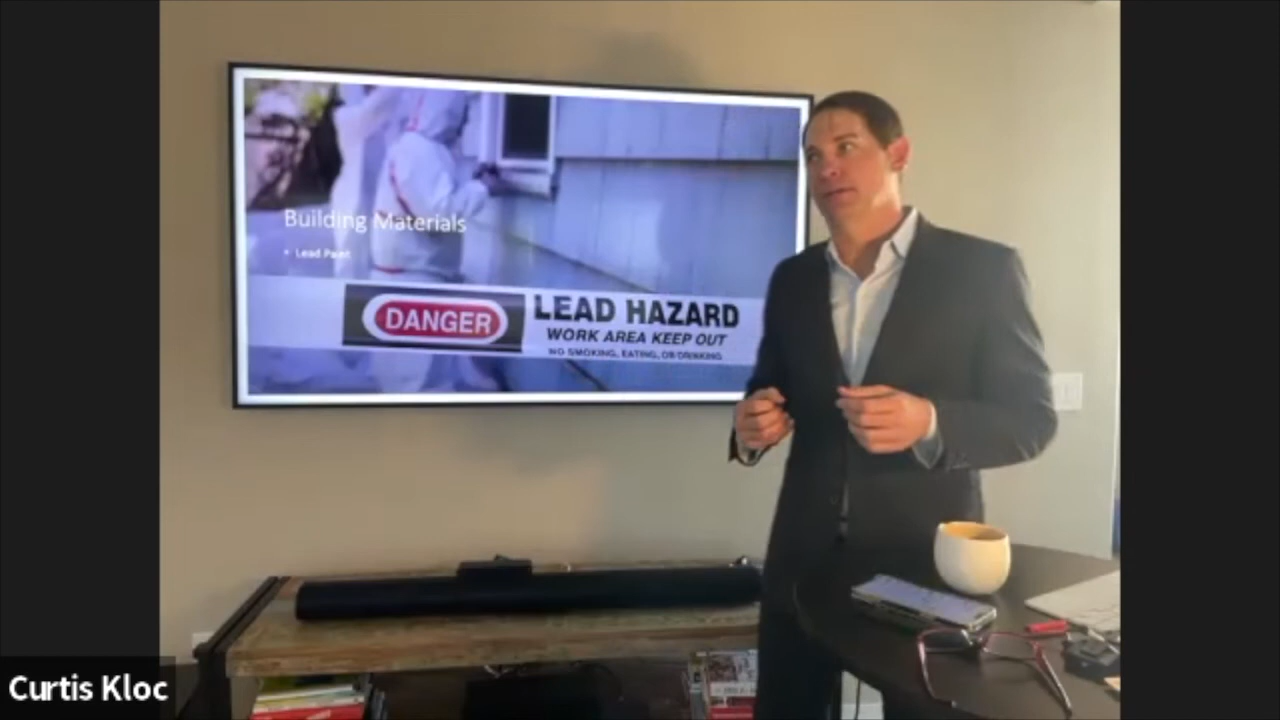 Building Materials
• Lead Paint
DANGER
LEAD HAZARD
WORK AREA KEEP OUT
NO SMOKING, EATING, OR DRINKING
Curtis Kloc